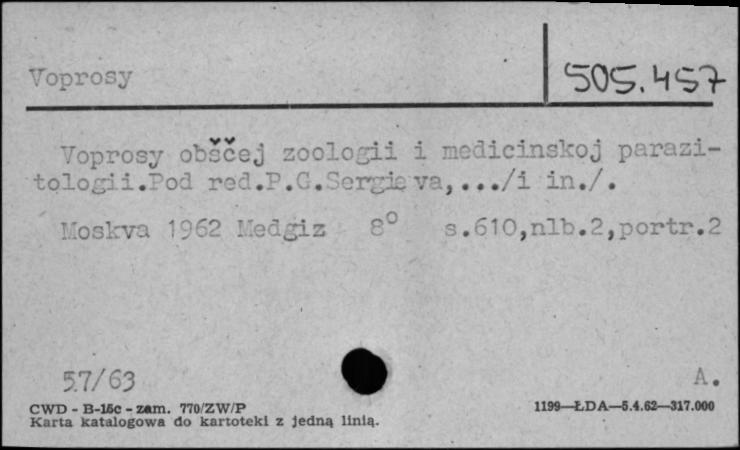 Voprosy
505.457
Voprosy obščej zoologii i medicinskoj parazi-
tologii.Pod red.P.G.Sergieva,.../i in./.
Moskva 1962 Medgiz 8° s.610,nlb.2,portr.2
57/63
A.
CWD - B-15c - zam. 770/ZW/P
1199—ŁDA—5.4.62—317.000
Karta katalogowa do kartoteki z jedną linią.